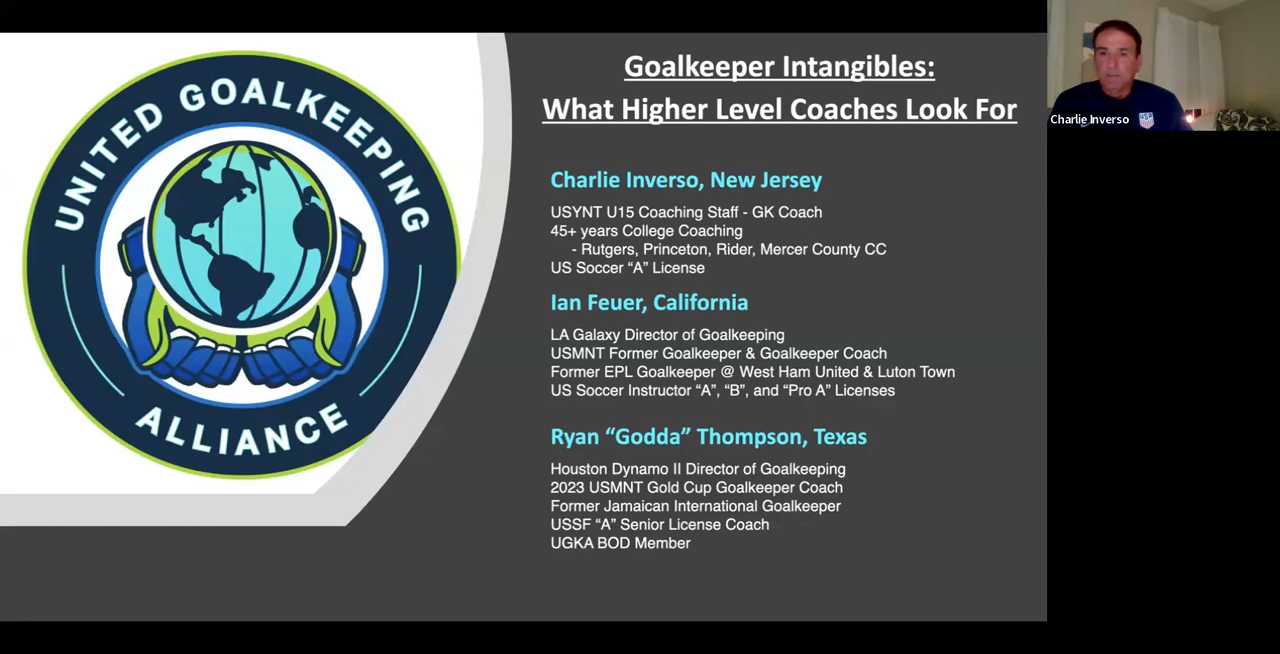 UNITED GOALKEEPING
ALLIANCE
Goalkeeper Intangibles:
What Higher Level Coaches Look For
Charlie Inverso, New Jersey
USYNT U15 Coaching Staff - GK Coach
45+ years College Coaching
- Rutgers, Princeton, Rider, Mercer County CC
US Soccer “A” License
Ian Feuer, California
LA Galaxy Director of Goalkeeping
USMNT Former Goalkeeper & Goalkeeper Coach
Former EPL Goalkeeper @ West Ham United & Luton Town
US Soccer Instructor “A”, “B”, and “Pro A” Licenses
Ryan “Godda” Thompson, Texas
Houston Dynamo II Director of Goalkeeping
2023 USMNT Gold Cup Goalkeeper Coach
Former Jamaican International Goalkeeper
USSF “A” Senior License Coach
UGKA BOD Member
Charlie Inverso